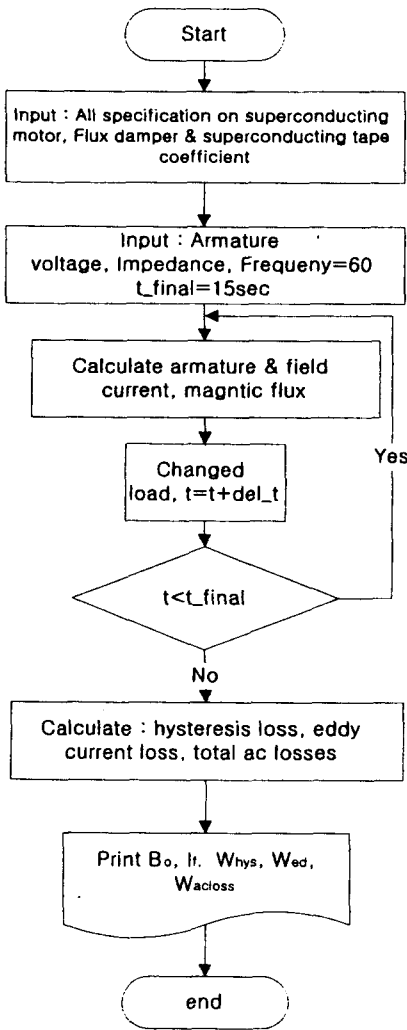 Start
Input : All specification on superconducting
motor, Flux damper & superconducting tape
coefficient
Input : Armature
voltage, Impedance, Frequeny=60
t_final=15sec
Calculate armature & field
current, magntic flux
Changed
load, t=t+del_t
Yes
t<t_final
No
Calculate : hysteresis loss, eddy
current loss, total ac losses
Print Bo, If. Whys, Wed,
Wacloss
end